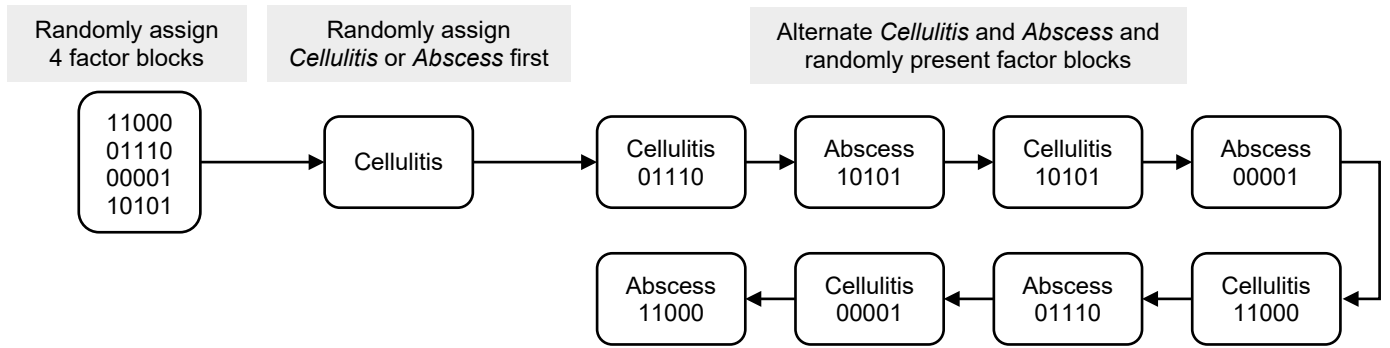 Randomly assign
4 factor blocks
Randomly assign
Cellulitis or Abscess first
Alternate Cellulitis and Abscess and
randomly present factor blocks
11000
01110
00001
10101
Cellulitis
Cellulitis
01110
Abscess
10101
Cellulitis
10101
Abscess
00001
Cellulitis
11000
Abscess
01110
Cellulitis
00001
Abscess
11000